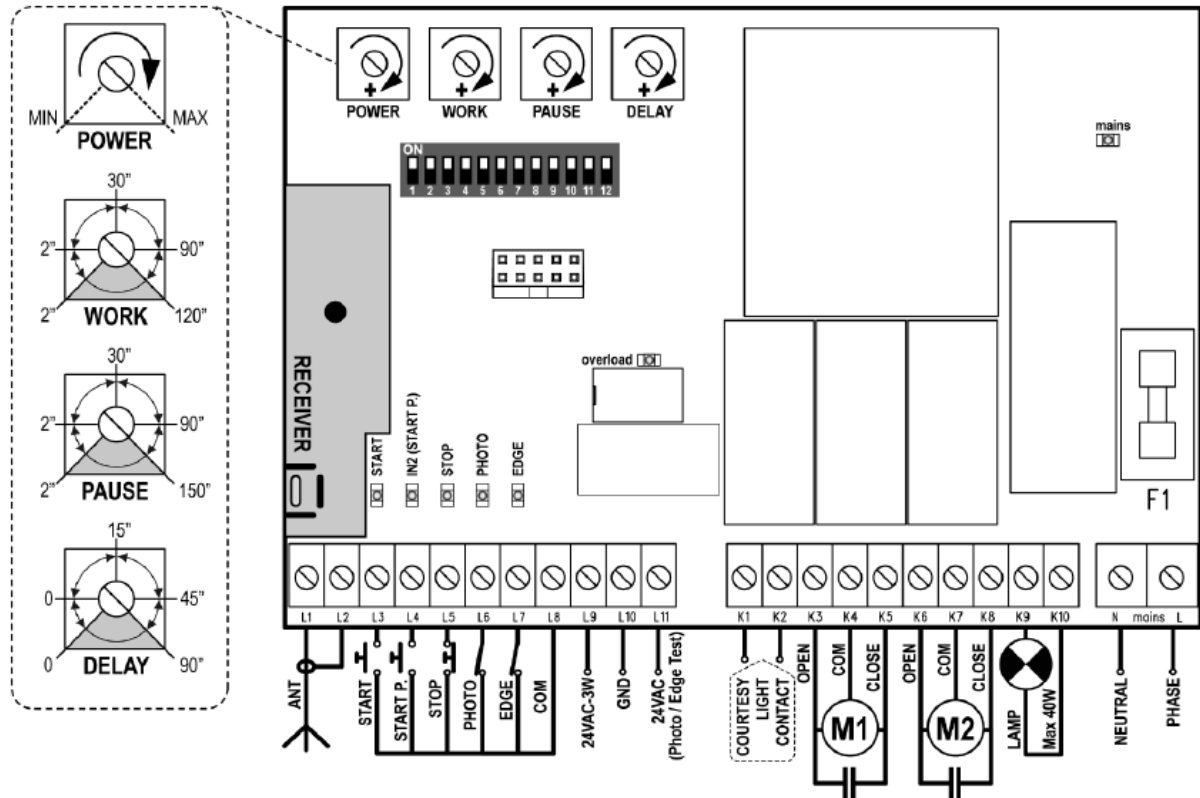 MIN
MAX
POWER
30"
2"
90"
2"
120"
WORK
30"
2"
90"
2"
150"
PAUSE
15"
0
45"
0
90"
DELAY
+
+
+
+
POWER
WORK
PAUSE
DELAY
ON
1 2 3 4 5 6 7 8 9 10 11 12
mains
overload
RECEIVER
START
IN2 (START P.)
STOP
PHOTO
EDGE
F1
L1 L2 L3 L4 L5 L6 L7 L8 L9 L10 L11
K1 K2 K3 K4 K5 K6 K7 K8 K9 K10
N mains L
ANT
START
START P.
STOP
PHOTO
EDGE
COM
24VAC-3W
GND
24VAC
(Photo / Edge Test)
COURTESY
LIGHT
CONTACT
OPEN
COM
CLOSE
M1
OPEN
COM
CLOSE
M2
LAMP
Max 40W
NEUTRAL
PHASE